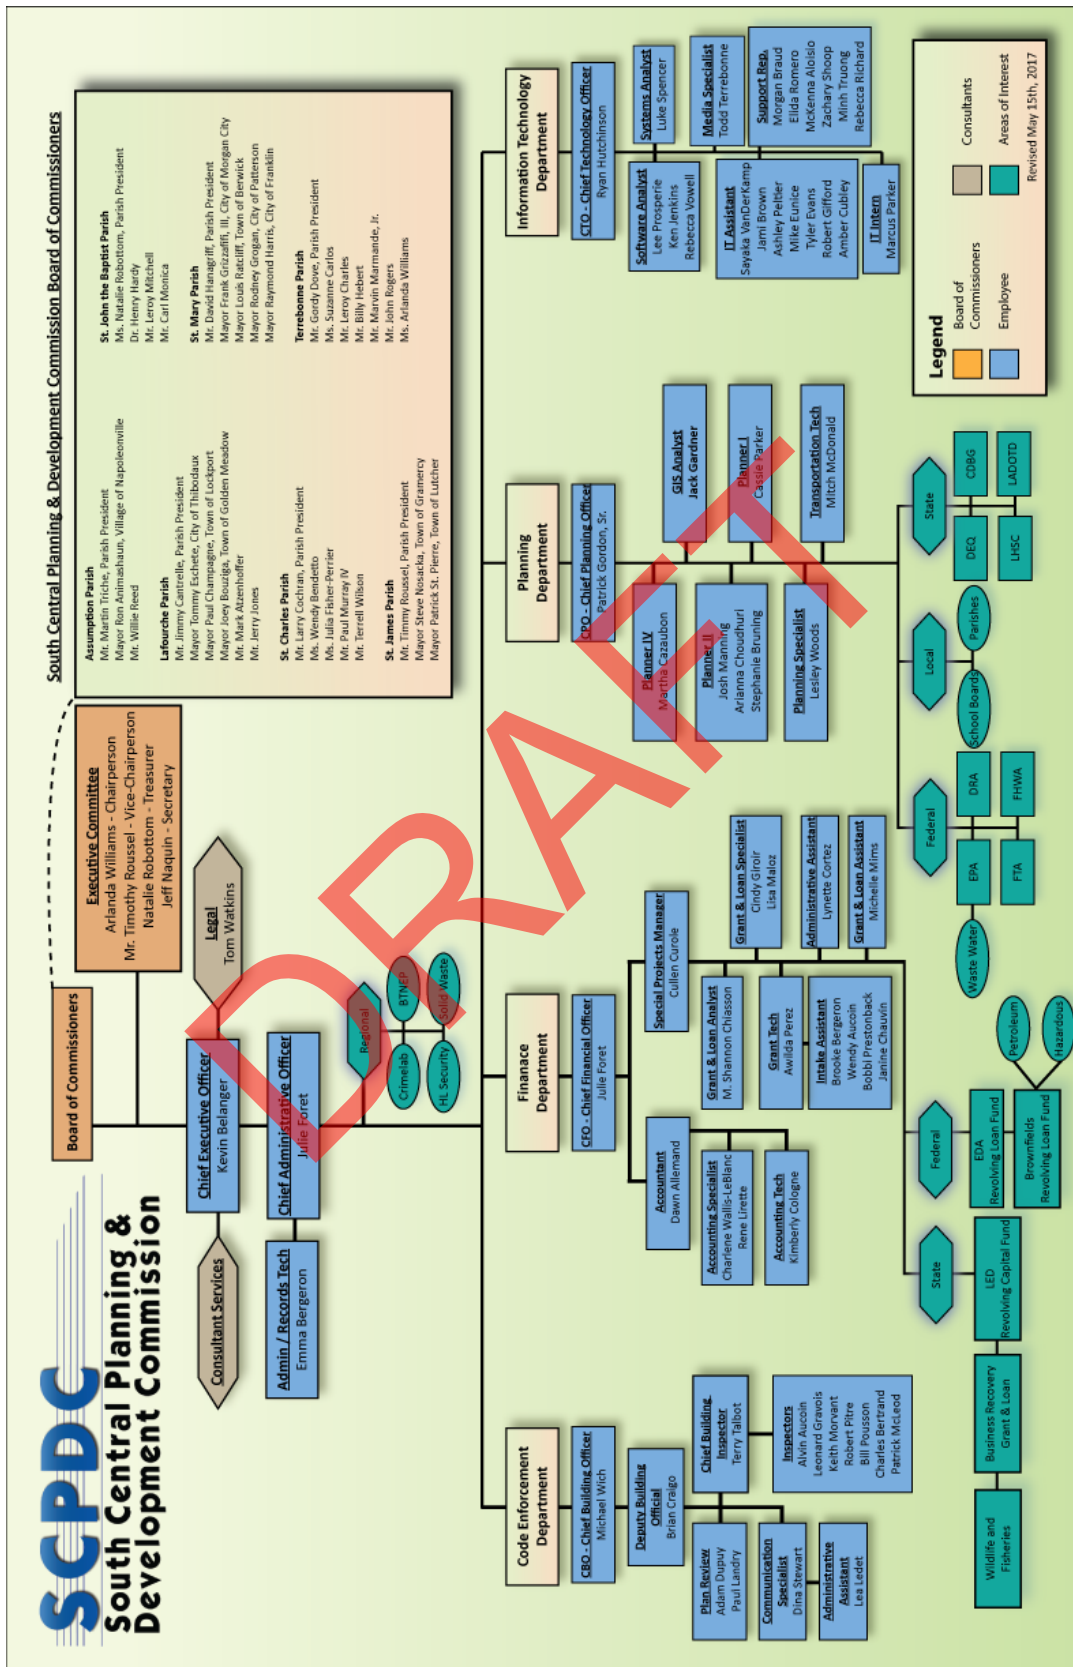 SCPDC
South Central Planning &
Development Commission
Board of Commissioners
Executive Committee
Arlanda Williams - Chairperson
Mr. Timothy Roussel - Vice-Chairperson
Natalie Robottom - Treasurer
Jeff Naquin - Secretary
South Central Planning & Development Commission Board of Commissioners
Assumption Parish
Mr. Martin Triche, Parish President
Mayor Ron Animashaun, Village of Napoleonville
Mr. Willie Reed
Lafourche Parish
Mr. Jimmy Cantrelle, Parish President
Mayor Tommy Eschete, City of Thibodaux
Mayor Paul Champagne, Town of Lockport
Mayor Joey Bouziga, Town of Golden Meadow
Mr. Mark Atzenhoffer
Mr. Jerry Jones
St. Charles Parish
Mr. Larry Cochran, Parish President
Ms. Wendy Bendetto
Ms. Julia Fisher-Perrier
Mr. Paul Murray IV
Mr. Terrell Wilson
St. James Parish
Mr. Timmy Roussel, Parish President
Mayor Steve Nosacka, Town of Gramercy
Mayor Patrick St. Pierre, Town of Lutcher
St. John the Baptist Parish
Ms. Natalie Robottom, Parish President
Dr. Henry Hardy
Mr. Leroy Mitchell
Mr. Carl Monica
St. Mary Parish
Mr. David Hanagriff, Parish President
Mayor Frank Grizzaffifi, III, City of Morgan City
Mayor Louis Ratcliff, Town of Berwick
Mayor Rodney Grogan, City of Patterson
Mayor Raymond Harris, City of Franklin
Terrebonne Parish
Mr. Gordy Dove, Parish President
Ms. Suzanne Carlos
Mr. Leroy Charles
Mr. Billy Hebert
Mr. Marvin Marmande, Jr.
Mr. John Rogers
Ms. Arlanda Williams
Consultant Services
Chief Executive Officer
Kevin Belanger
Legal
Tom Watkins
Admin / Records Tech
Emma Bergeron
Chief Administrative Officer
Julie Foret
Regional
Crimelab
BTNEP
HL Security
Solid Waste
Code Enforcement
Department
CBO - Chief Building Officer
Michael Wich
Deputy Building
Official
Brian Craigo
Plan Review
Adam Dupuy
Paul Landry
Chief Building
Inspector
Terry Talbot
Communication
Specialist
Dina Stewart
Inspectors
Alvin Aucoin
Leonard Gravois
Keith Morvant
Robert Pitre
Bill Pousson
Charles Bertrand
Patrick McLeod
Administrative
Assistant
Lea Ledet
Finanace
Department
CFO - Chief Financial Officer
Julie Foret
Accountant
Dawn Allemand
Accounting Specialist
Charlene Wallis-LeBlanc
Rene Lirette
Accounting Tech
Kimberly Cologne
Special Projects Manager
Cullen Curole
Grant & Loan Analyst
M. Shannon Chiasson
Grant & Loan Specialist
Cindy Giroir
Lisa Maloz
Grant Tech
Awilda Perez
Administrative Assistant
Lynette Cortez
Intake Assistant
Brooke Bergeron
Wendy Aucoin
Bobbi Prestonback
Janine Chauvin
Grant & Loan Assistant
Michelle Mims
State
LED
Revolving Capital Fund
Business Recovery
Grant & Loan
Wildlife and
Fisheries
Federal
EDA
Revolving Loan Fund
Brownfields
Revolving Loan Fund
Petroleum
Hazardous
Planning
Department
CPO - Chief Planning Officer
Patrick Gordon, Sr.
Planner IV
Martha Cazaubon
GIS Analyst
Jack Gardner
Planner II
Josh Manning
Arianna Choudhuri
Stephanie Bruning
Planner I
Cassie Parker
Planning Specialist
Lesley Woods
Transportation Tech
Mitch McDonald
Federal
EPA
DRA
FTA
FHWA
Waste Water
Local
School Boards
Parishes
State
DEQ
CDBG
LHSC
LADOTD
Information Technology
Department
CTO - Chief Technology Officer
Ryan Hutchinson
Software Analyst
Lee Prosperie
Ken Jenkins
Rebecca Vowell
Systems Analyst
Luke Spencer
Media Specialist
Todd Terrebonne
IT Assistant
Sayaka VanDerKamp
Jami Brown
Ashley Peltier
Mike Eunice
Tyler Evans
Robert Gifford
Amber Cubley
Support Rep.
Morgan Braud
Elida Romero
McKenna Aloisio
Zachary Shoop
Minh Truong
Rebecca Richard
IT Intern
Marcus Parker
Legend
Board of
Commissioners
Consultants
Employee
Areas of Interest
Revised May 15th, 2017
DRAFT